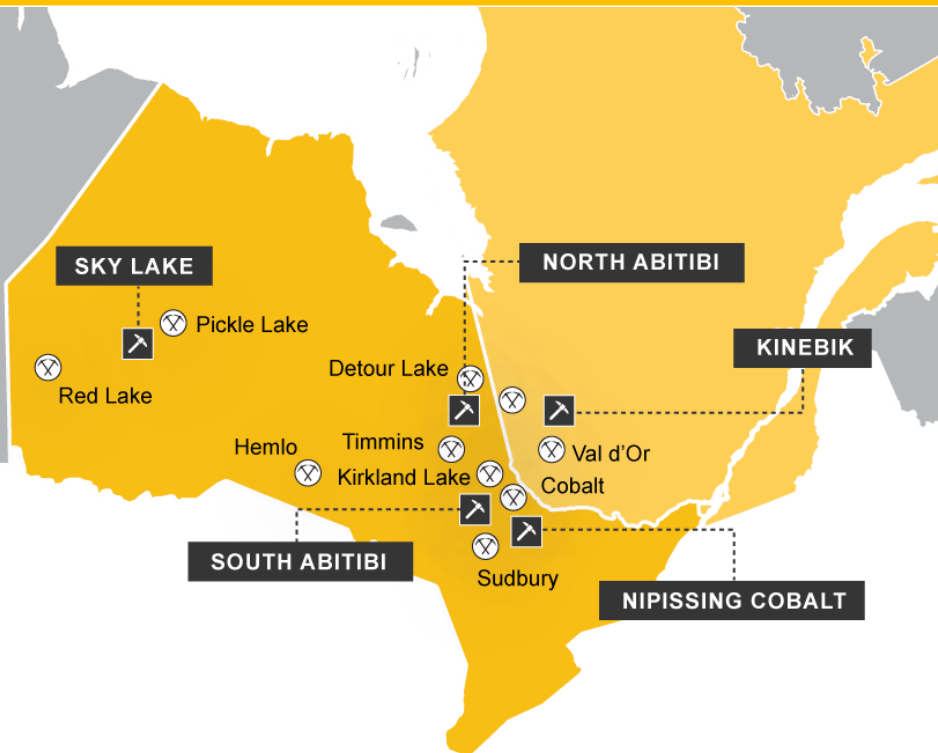 NORTH ABITIBI
SKY LAKE
Pickle Lake
KINEBIK
Detour Lake
Red Lake
Timmins
Hemlo
Val d’Or
Kirkland Lake
Cobalt
SOUTH ABITIBI
Sudbury
NIPISSING COBALT